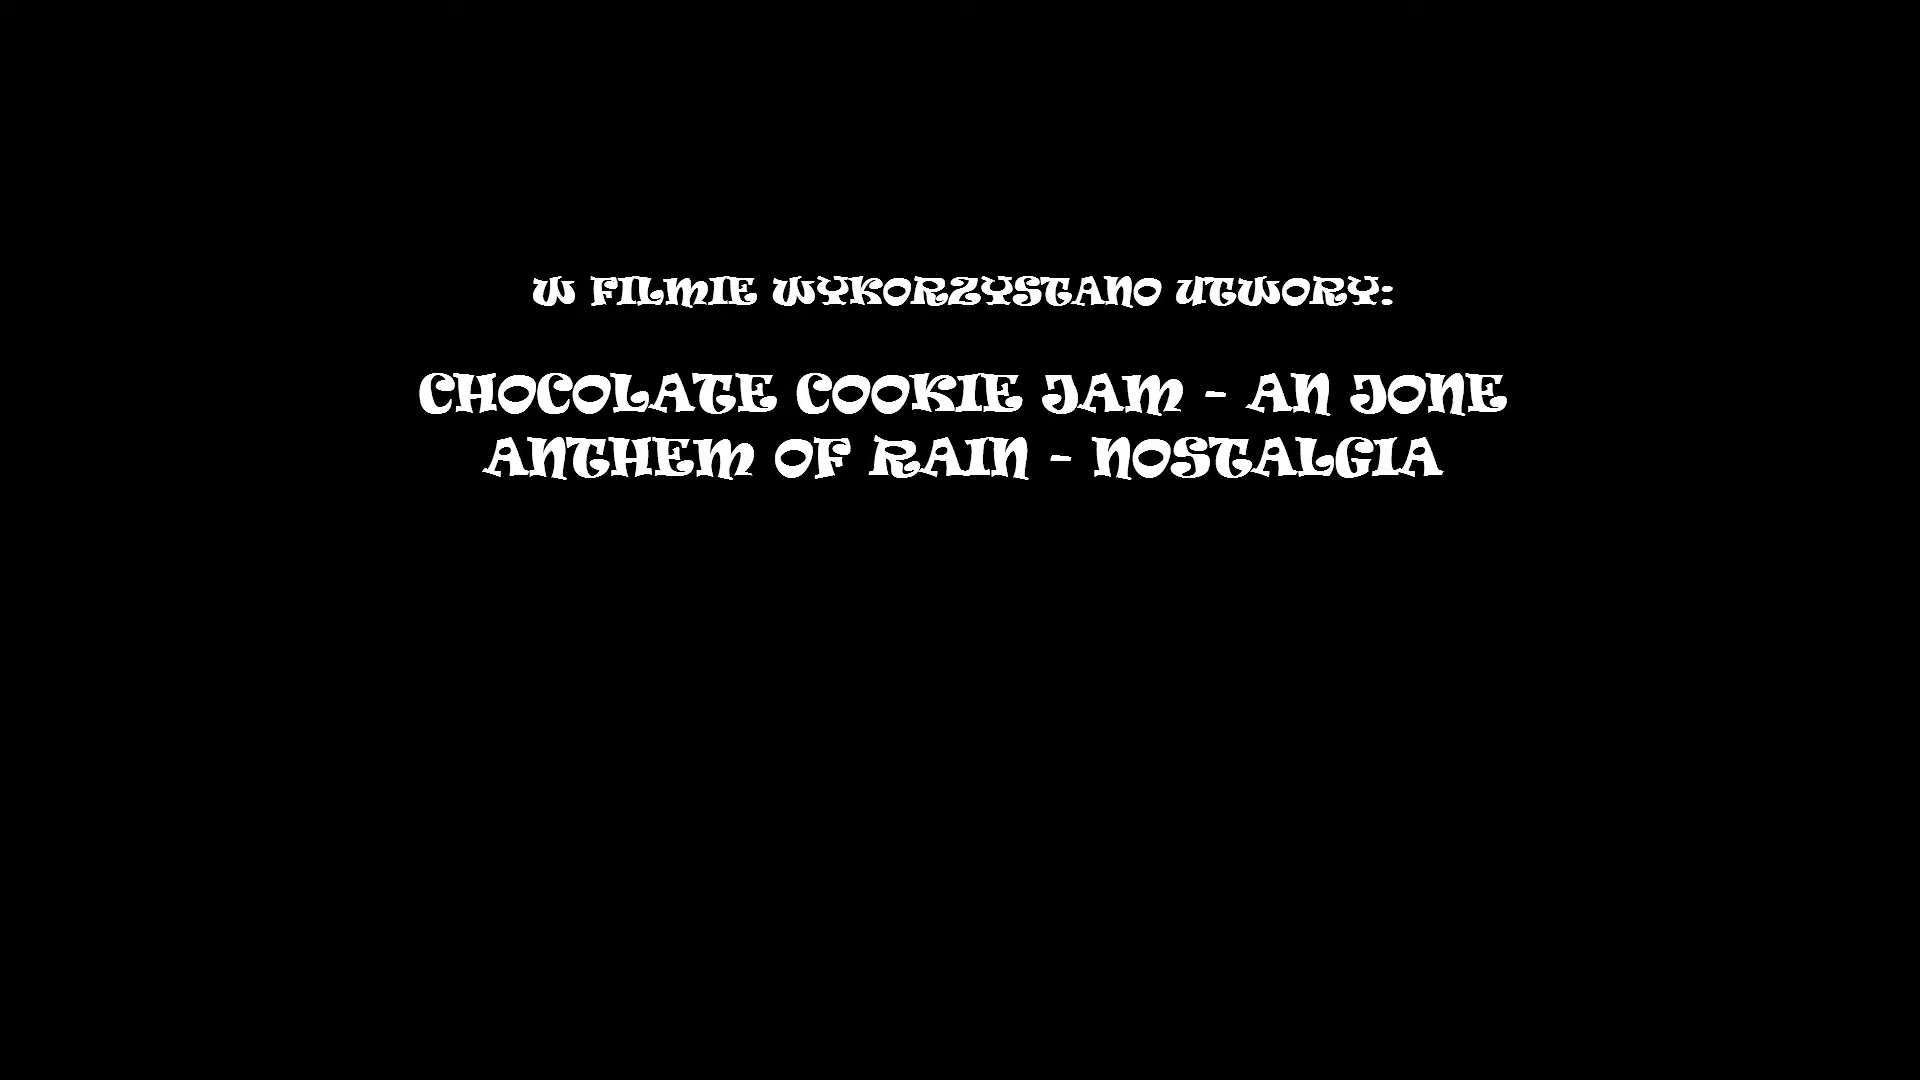 W FILMIE WYKORZYSTANO UTWORY:
CHOCOLATE COOKIE JAM - AN JONE
ANTHEM OF RAIN - NOSTALGIA